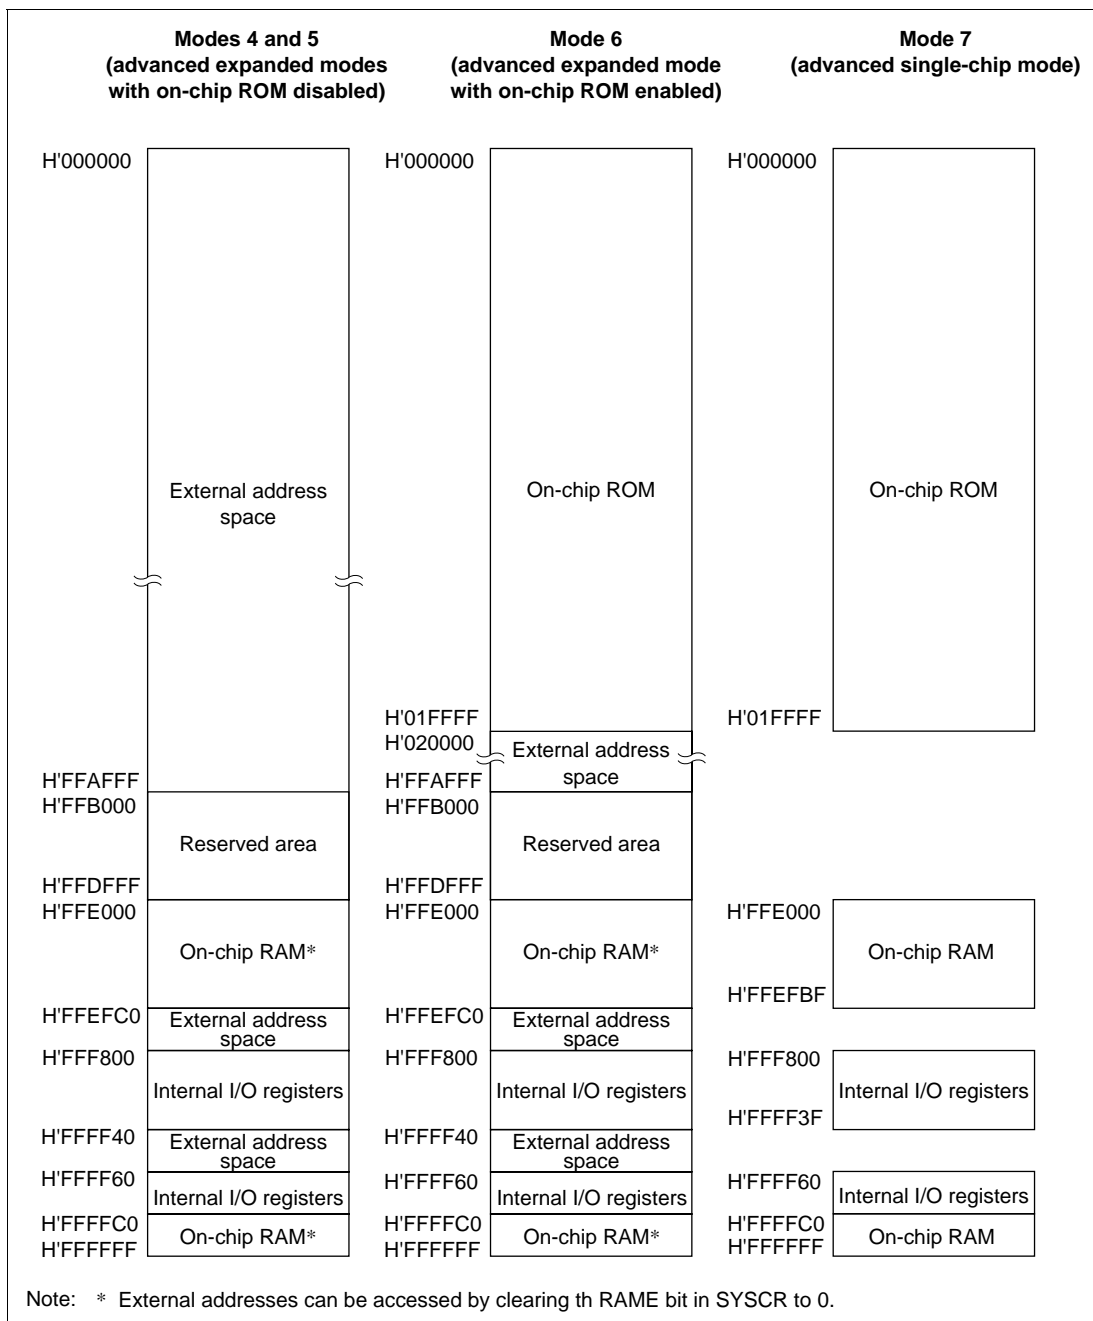 Modes 4 and 5
(advanced expanded modes
with on-chip ROM disabled)
H'000000
External address
space
H'FFAFFF
H'FFB000
Reserved area
H'FFDFFF
H'FFE000
On-chip RAM*
H'FFEFC0
External address
space
H'FFF800
Internal I/O registers
H'FFFF40
External address
space
H'FFFF60
Internal I/O registers
H'FFFFC0
On-chip RAM*
H'FFFFFF
Mode 6
(advanced expanded mode
with on-chip ROM enabled)
H'000000
On-chip ROM
H'01FFFF
H'020000
External address
space
H'FFAFFF
H'FFB000
Reserved area
H'FFDFFF
H'FFE000
On-chip RAM*
H'FFEFC0
External address
space
H'FFF800
Internal I/O registers
H'FFFF40
External address
space
H'FFFF60
Internal I/O registers
H'FFFFC0
On-chip RAM*
H'FFFFFF
Mode 7
(advanced single-chip mode)
H'000000
On-chip ROM
H'01FFFF
H'FFE000
On-chip RAM
H'FFEFBF
H'FFF800
Internal I/O registers
H'FFFF3F
H'FFFF60
Internal I/O registers
H'FFFFC0
On-chip RAM
H'FFFFFF
Note: * External addresses can be accessed by clearing th RAME bit in SYSCR to 0.